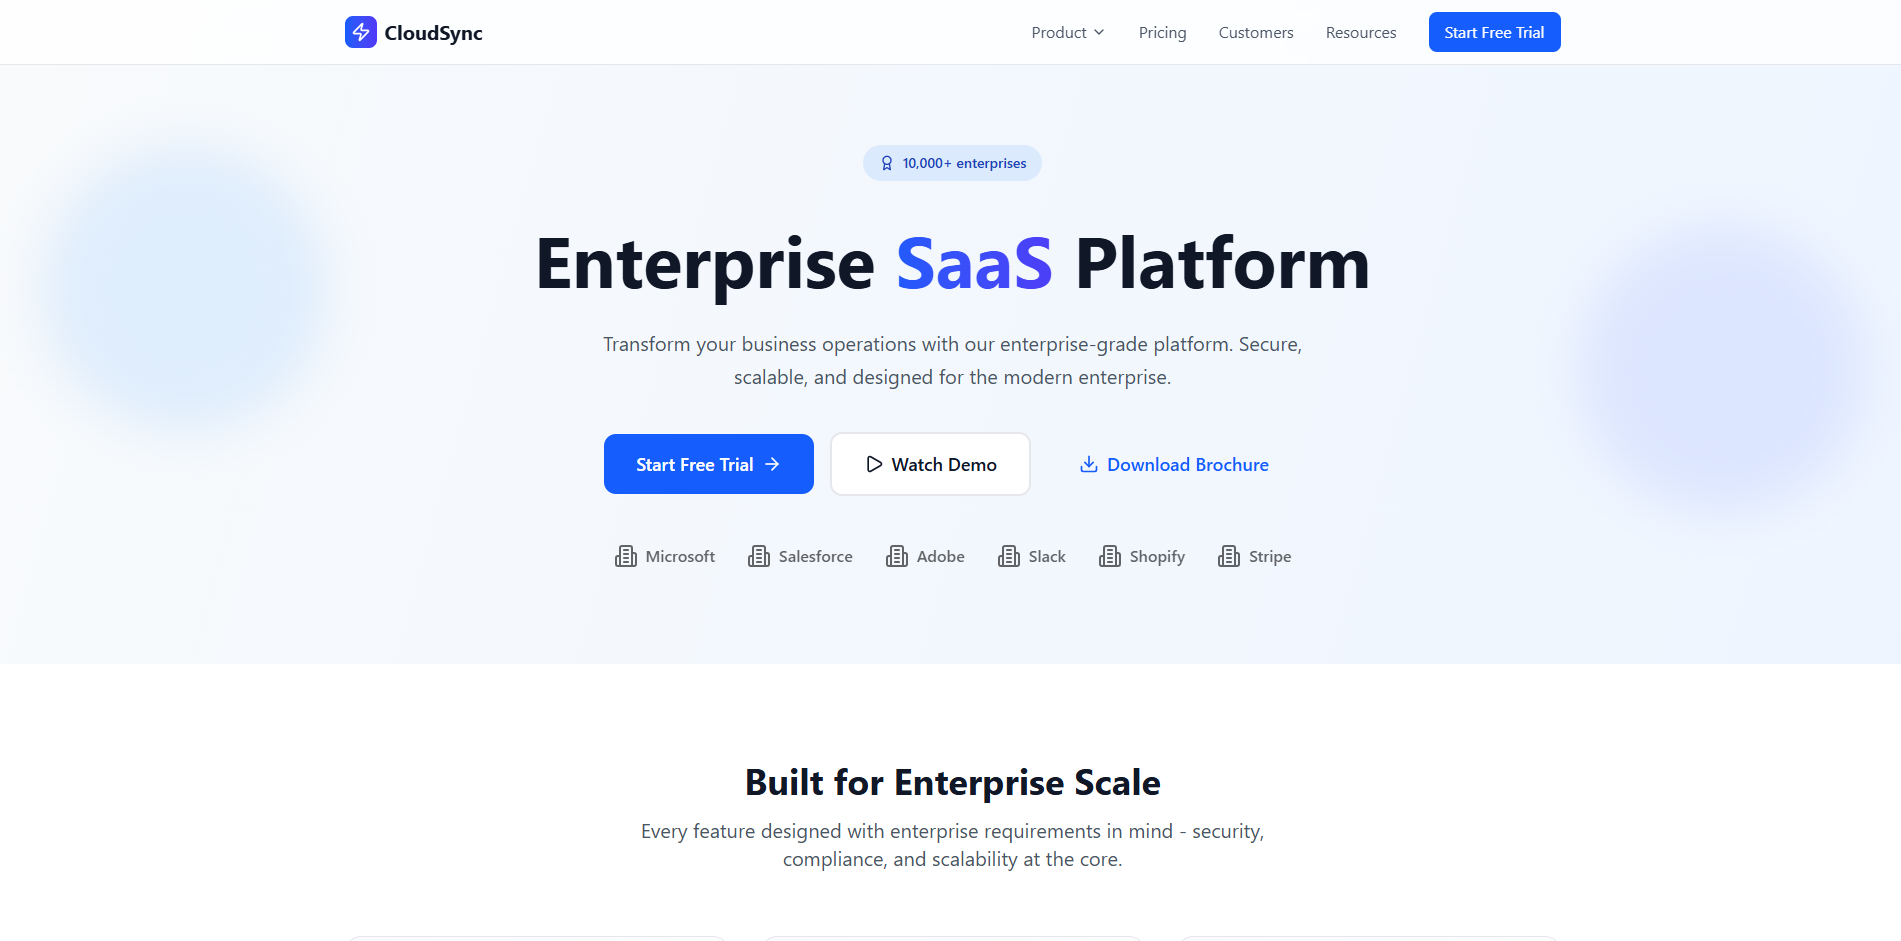 CloudSync
Product
Pricing
Customers
Resources
Start Free Trial
10,000+ enterprises
Enterprise SaaS Platform
Transform your business operations with our enterprise-grade platform. Secure,
scalable, and designed for the modern enterprise.
Start Free Trial
Watch Demo
Download Brochure
Microsoft
Salesforce
Adobe
Slack
Shopify
Stripe
Built for Enterprise Scale
Every feature designed with enterprise requirements in mind - security,
compliance, and scalability at the core.